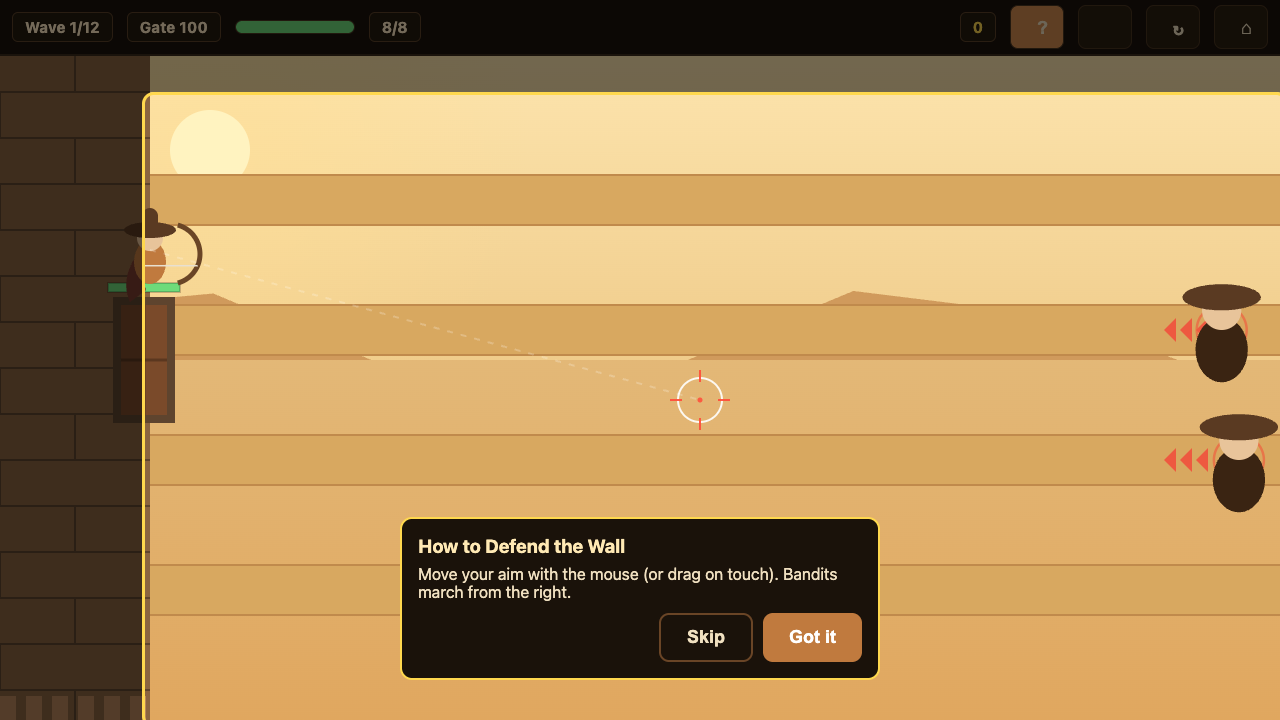 Wave 1/12
Gate 100
8/8
0
?
How to Defend the Wall
Move your aim with the mouse (or drag on touch). Bandits
march from the right.
Skip
Got it